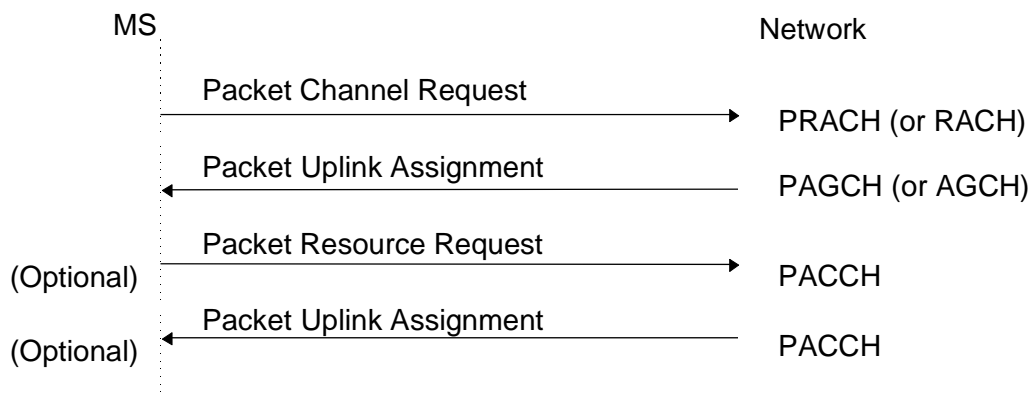 MS
Network
Packet Channel Request
PRACH (or RACH)
Packet Uplink Assignment
PAGCH (or AGCH)
Packet Resource Request
(Optional)
PACCH
Packet Uplink Assignment
(Optional)
PACCH